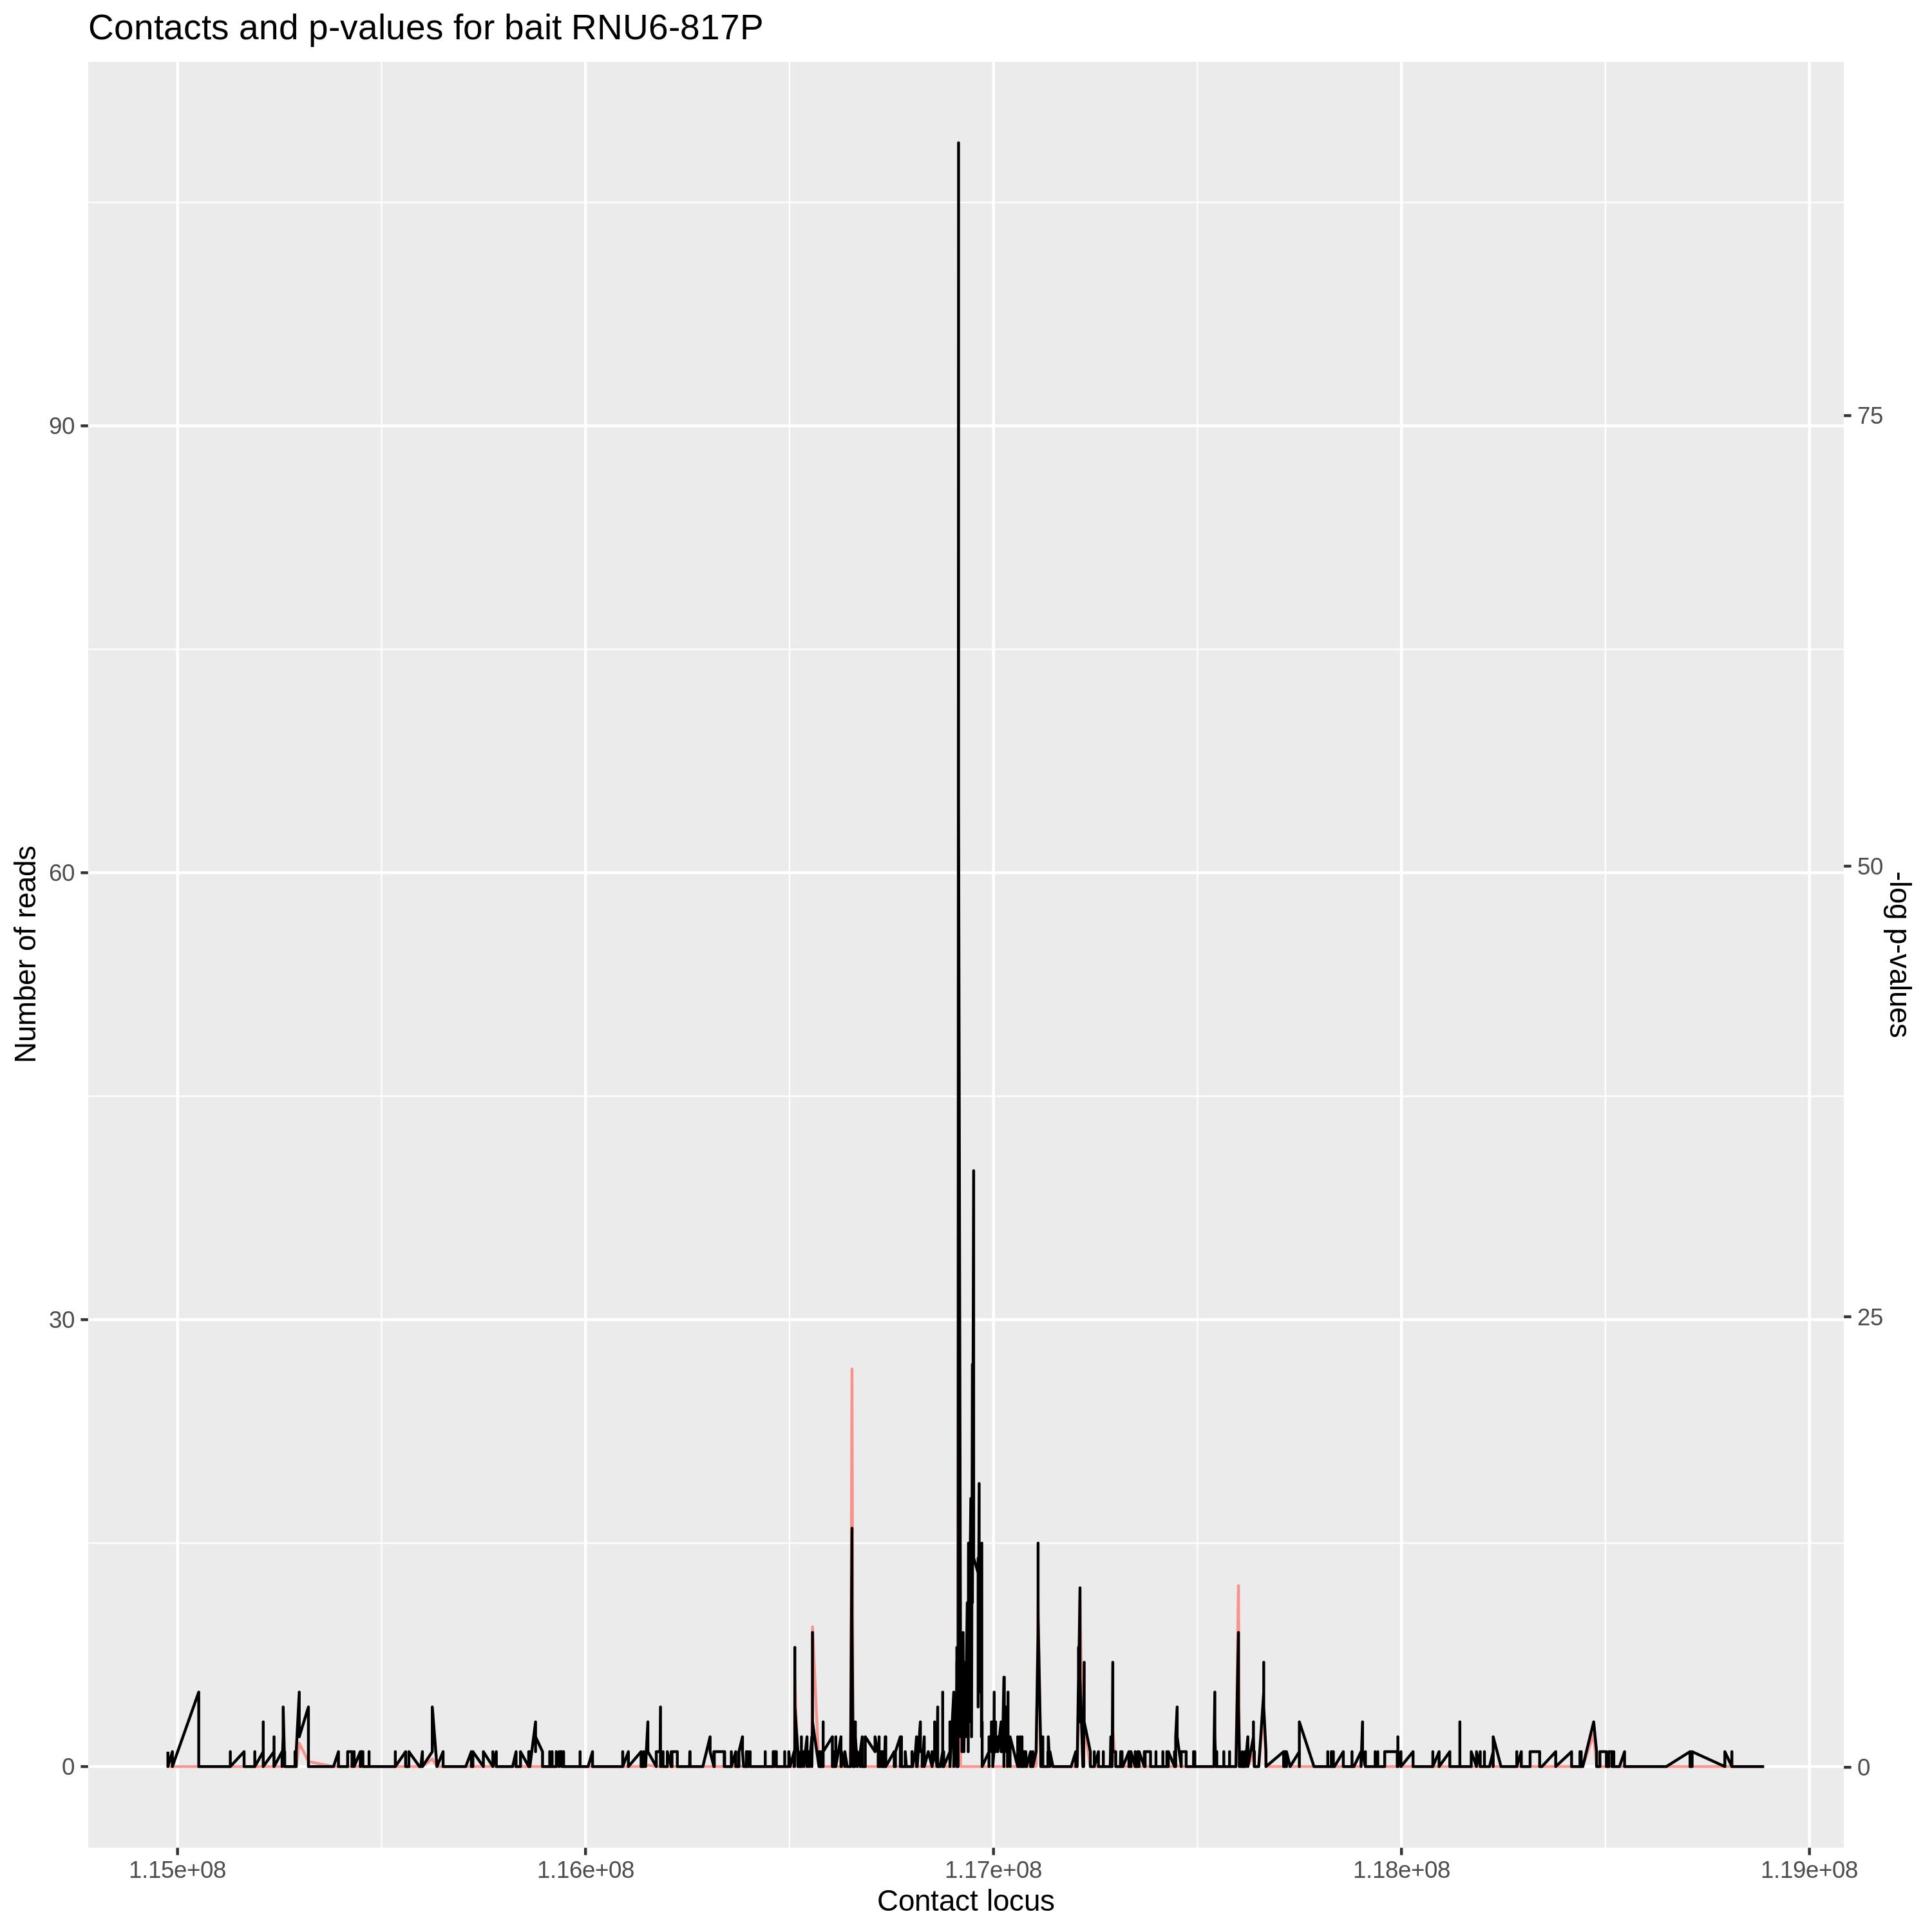 Contacts and p-values for bait RNU6-817P
90
60
30
0
Number of reads
75
50
25
0
-log p-values
1.15e+08
1.16e+08
1.17e+08
1.18e+08
1.19e+08
Contact locus